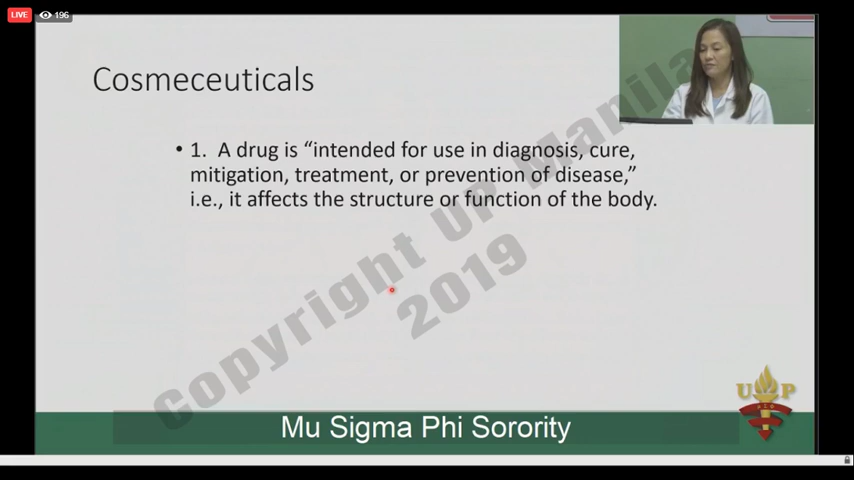 LIVE 196
Cosmeceuticals
• 1. A drug is “intended for use in diagnosis, cure,
mitigation, treatment, or prevention of disease,”
i.e., it affects the structure or function of the body.
Copyright UP Manila
2019
UP
Mu Sigma Phi Sorority